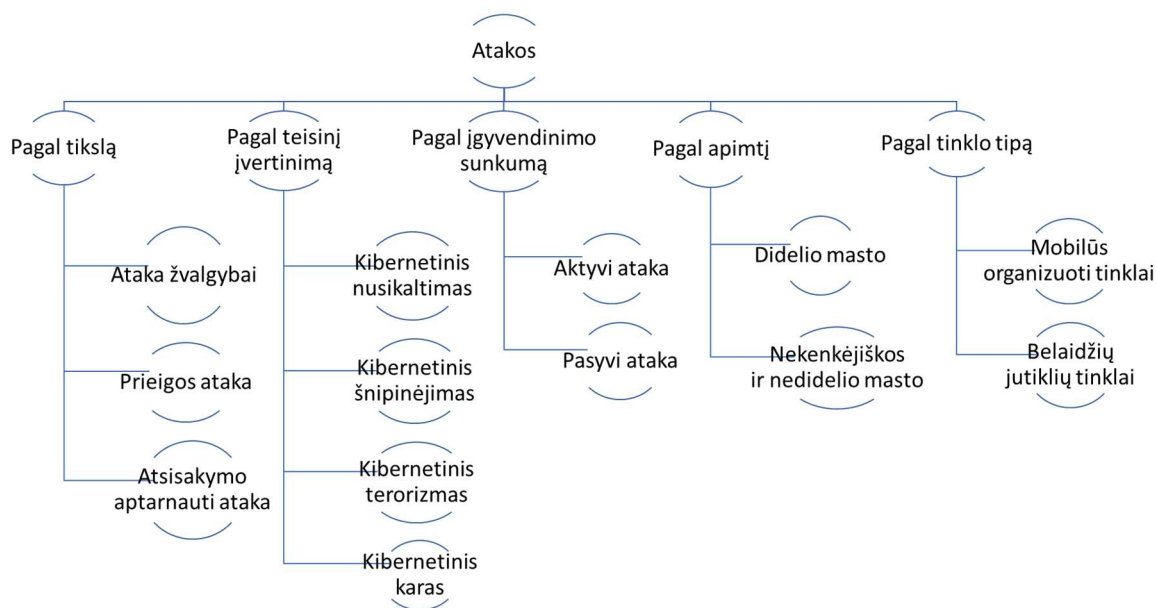 Atakos
Pagal tikslą
Ataka žvalgybai
Prieigos ataka
Atsisakymo
aptarnauti ataka
Pagal teisinį
įvertinimą
Kibernetinis
nusikaltimas
Kibernetinis
šnipinėjimas
Kibernetinis
terorizmas
Kibernetinis
karas
Pagal įgyvendinimo
sunkumą
Aktyvi ataka
Pasyvi ataka
Pagal apimtį
Didelio masto
Nekenkėjiškos
ir nedidelio masto
Pagal tinklo tipą
Mobilūs
organizuoti tinklai
Belaidžių
jutiklių tinklai